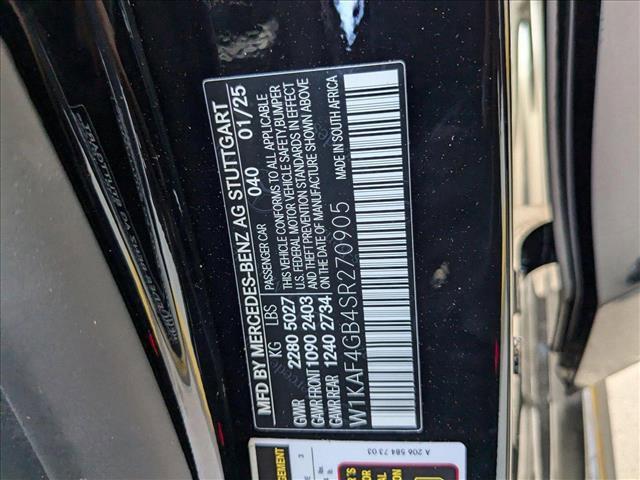 MFD BY MERCEDES-BENZ AG STUTTGART
PASSENGER CAR 040 01/25
THIS VEHICLE CONFORMS TO ALL APPLICABLE
U.S. FEDERAL MOTOR VEHICLE SAFETY, BUMPER
AND THEFT PREVENTION STANDARDS IN EFFECT
ON THE DATE OF MANUFACTURE SHOWN ABOVE
KG LBS
GVWR 2280 5027
GAWR FRONT 1090 2403
GAWR REAR 1240 2734
MADE IN SOUTH AFRICA
W1KAF4GB4SR270905
A 206 584 73 03